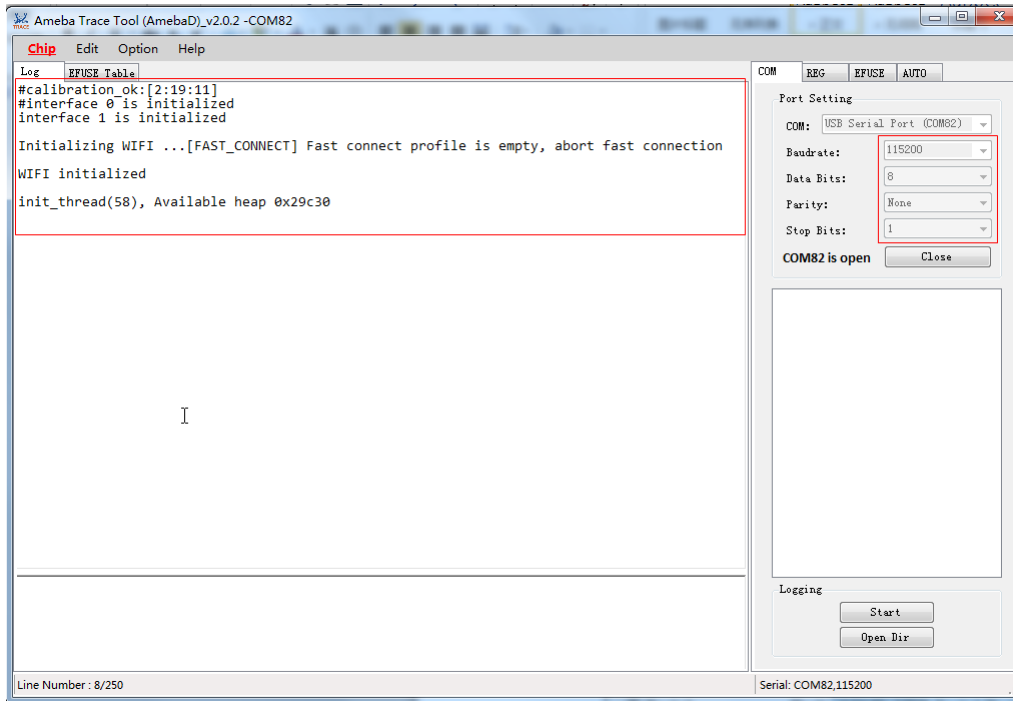 Ameba Trace Tool (AmebaD)_v2.0.2 -COM82
Chip Edit Option Help
Log EFUSE Table
#calibration_ok:[2:19:11]
#interface 0 is initialized
interface 1 is initialized
Initializing WIFI ...[FAST_CONNECT] Fast connect profile is empty, abort fast connection
WIFI initialized
init_thread(58), Available heap 0x29c30
COM REG EFUSE AUTO
Port Setting
COM: USB Serial Port (COM82)
Baudrate: 115200
Data Bits: 8
Parity: None
Stop Bits: 1
COM82 is open Close
Logging
Start
Open Dir
Line Number : 8/250
Serial: COM82,115200